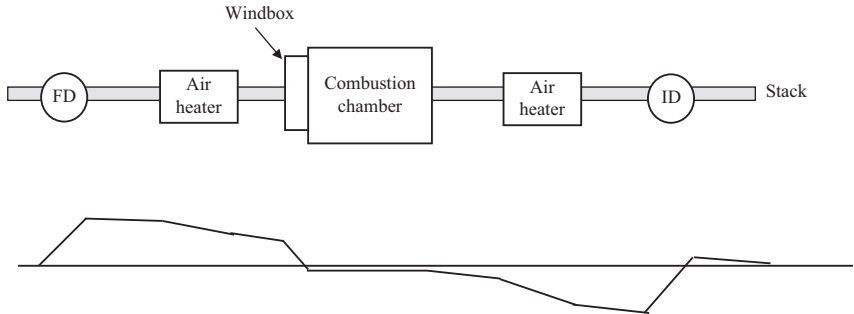 Windbox
FD
Air
heater
Combustion
chamber
Air
heater
ID
Stack